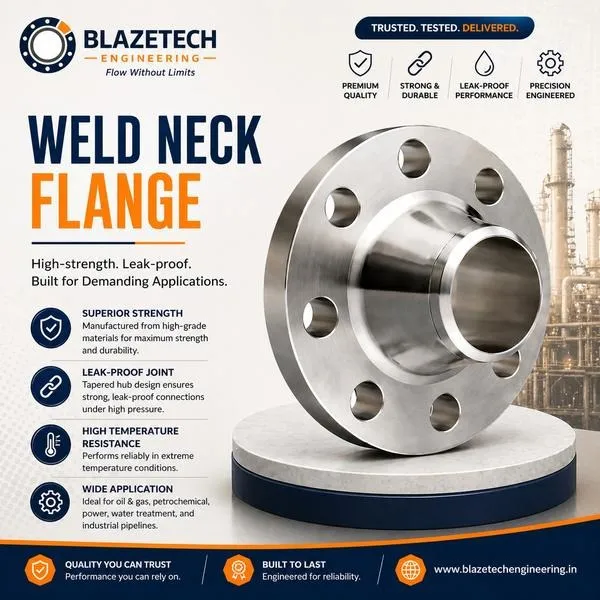 BLAZETECH
ENGINEERING
Flow Without Limits
TRUSTED. TESTED. DELIVERED.
PREMIUM
QUALITY
STRONG &
DURABLE
LEAK-PROOF
PERFORMANCE
PRECISION
ENGINEERED
WELD NECK
FLANGE
High-strength. Leak-proof.
Built for Demanding Applications.
SUPERIOR STRENGTH
Manufactured from high-grade
materials for maximum strength
and durability.
LEAK-PROOF JOINT
Tapered hub design ensures
strong, leak-proof connections
under high pressure.
HIGH TEMPERATURE
RESISTANCE
Performs reliably in extreme
temperature conditions.
WIDE APPLICATION
Ideal for oil & gas, petrochemical,
power, water treatment, and
industrial pipelines.
QUALITY YOU CAN TRUST
Performance you can rely on.
BUILT TO LAST
Engineered for reliability.
www.blazetechengineering.in